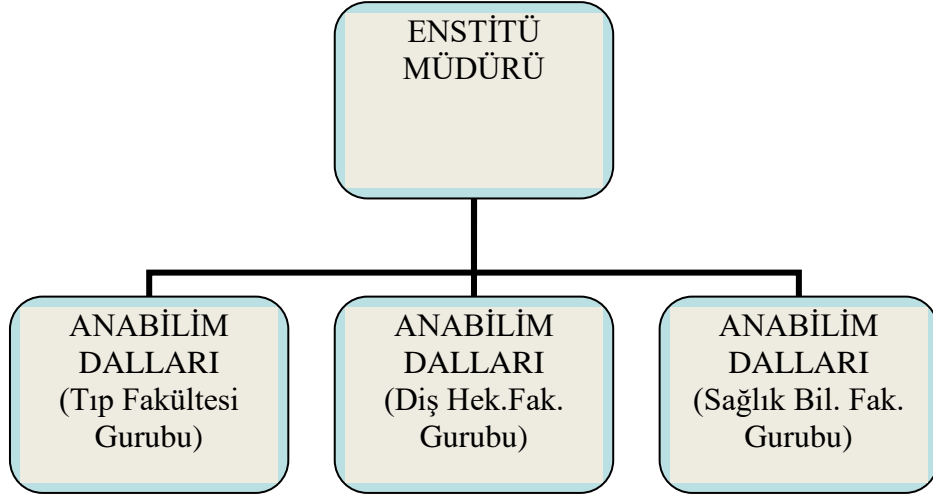 ENSTİTÜ
MÜDÜRÜ
ANABİLİM
DALLARI
(Tıp Fakültesi
Gurubu)
ANABİLİM
DALLARI
(Diş Hek.Fak.
Gurubu)
ANABİLİM
DALLARI
(Sağlık Bil. Fak.
Gurubu)